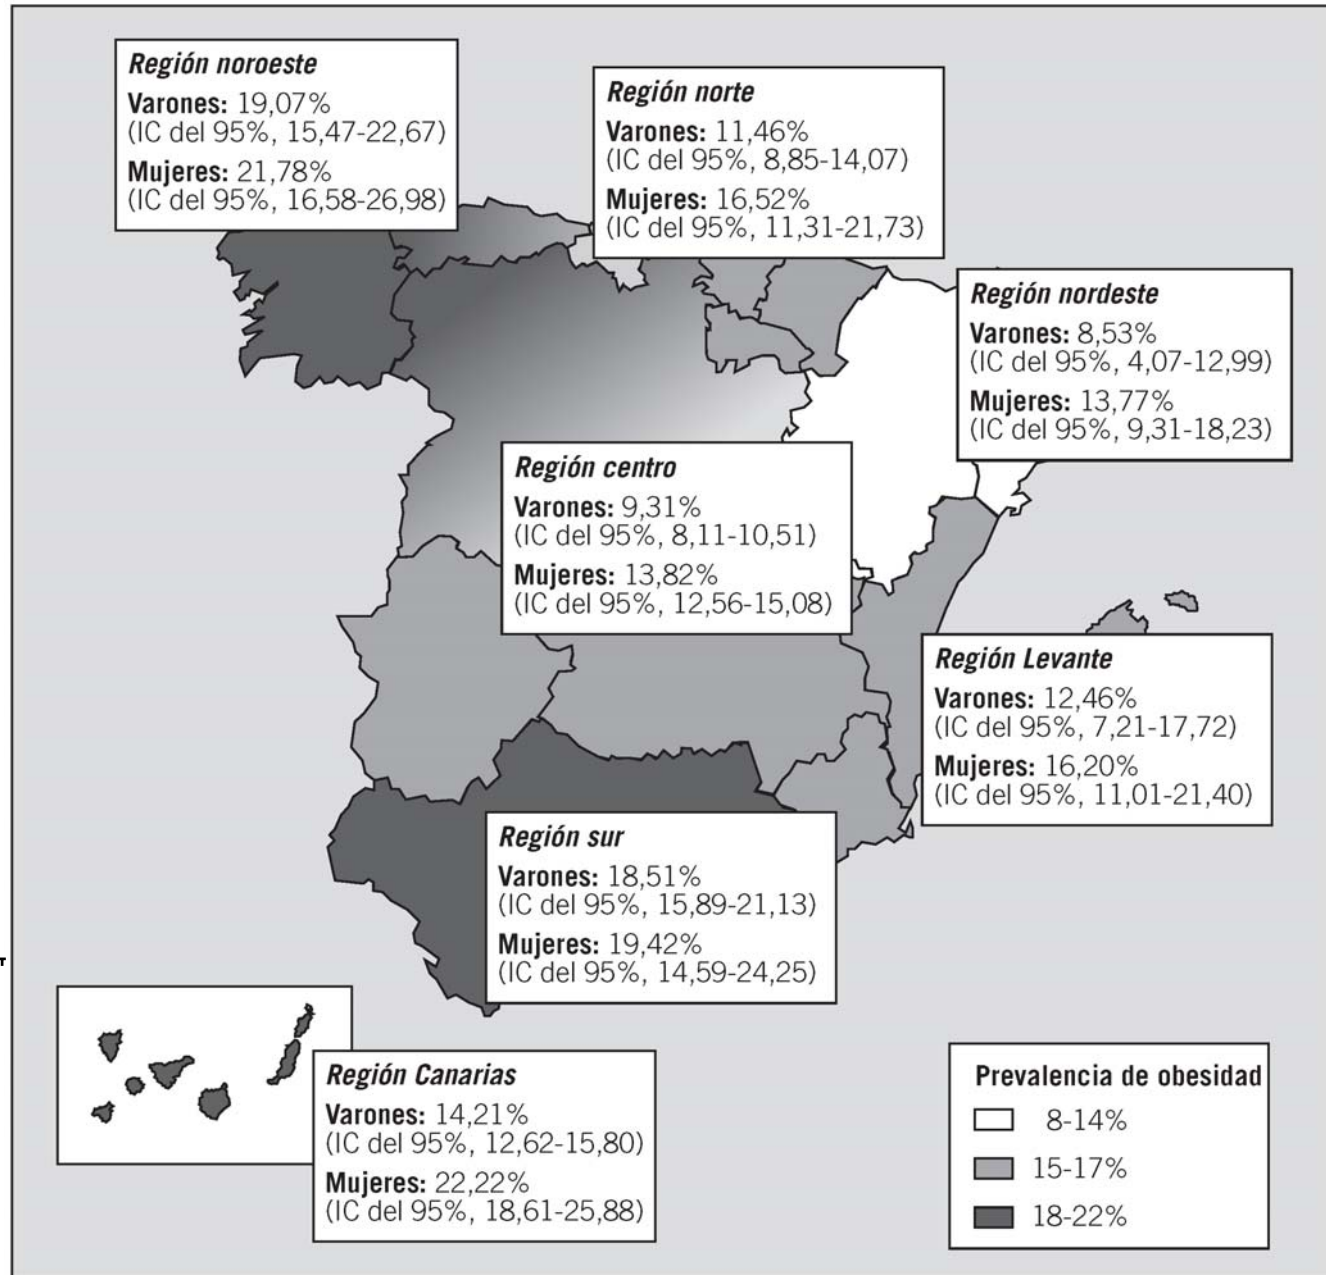 Región noroeste
Varones: 19,07%
(IC del 95%, 15,47-22,67)
Mujeres: 21,78%
(IC del 95%, 16,58-26,98)
Región norte
Varones: 11,46%
(IC del 95%, 8,85-14,07)
Mujeres: 16,52%
(IC del 95%, 11,31-21,73)
Región nordeste
Varones: 8,53%
(IC del 95%, 4,07-12,99)
Mujeres: 13,77%
(IC del 95%, 9,31-18,23)
Región centro
Varones: 9,31%
(IC del 95%, 8,11-10,51)
Mujeres: 13,82%
(IC del 95%, 12,56-15,08)
Región Levante
Varones: 12,46%
(IC del 95%, 7,21-17,72)
Mujeres: 16,20%
(IC del 95%, 11,01-21,40)
Región sur
Varones: 18,51%
(IC del 95%, 15,89-21,13)
Mujeres: 19,42%
(IC del 95%, 14,59-24,25)
Región Canarias
Varones: 14,21%
(IC del 95%, 12,62-15,80)
Mujeres: 22,22%
(IC del 95%, 18,61-25,88)
Prevalencia de obesidad
8-14%
15-17%
18-22%